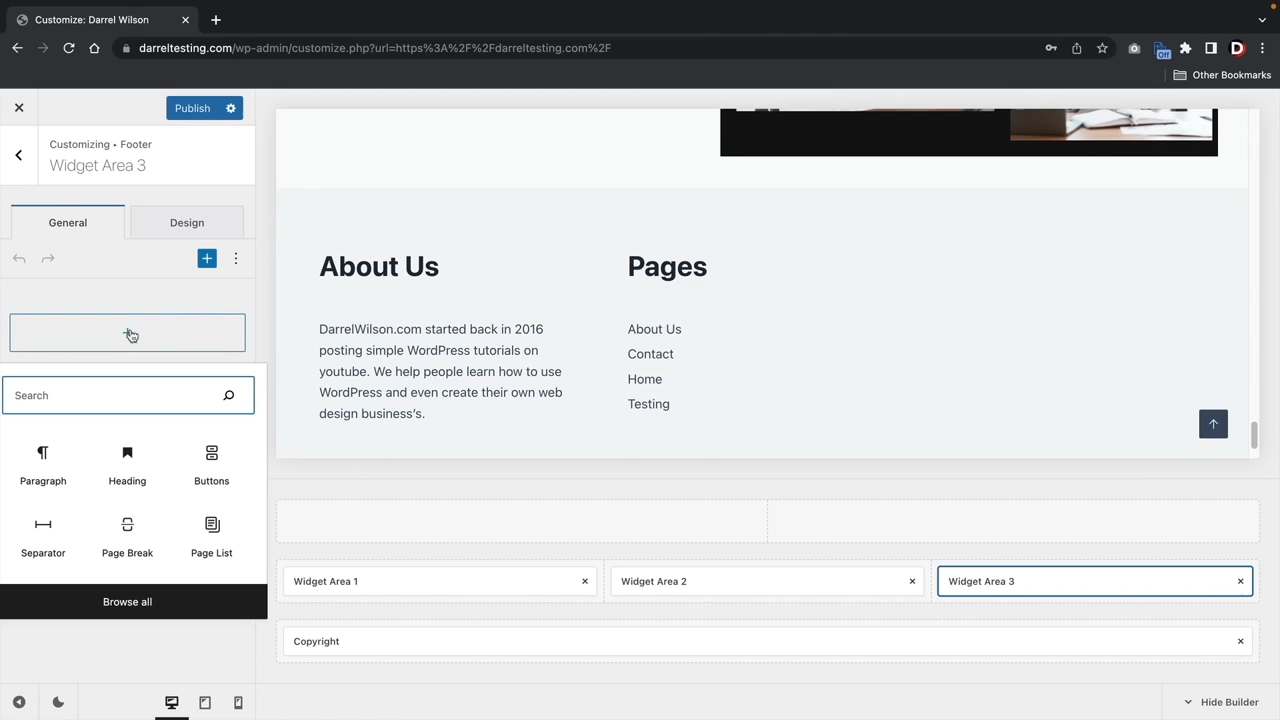 Customize: Darrel Wilson
darreltesting.com/wp-admin/customize.php?url=https%3A%2F%2Fdarreltesting.com%2F
Off
D
Other Bookmarks
Publish
Customizing • Footer
Widget Area 3
General
Design
Search
Paragraph
Heading
Buttons
Separator
Page Break
Page List
Browse all
About Us
DarrelWilson.com started back in 2016
posting simple WordPress tutorials on
youtube. We help people learn how to use
WordPress and even create their own web
design business’s.
Pages
About Us
Contact
Home
Testing
Widget Area 1
Widget Area 2
Widget Area 3
Copyright
Hide Builder